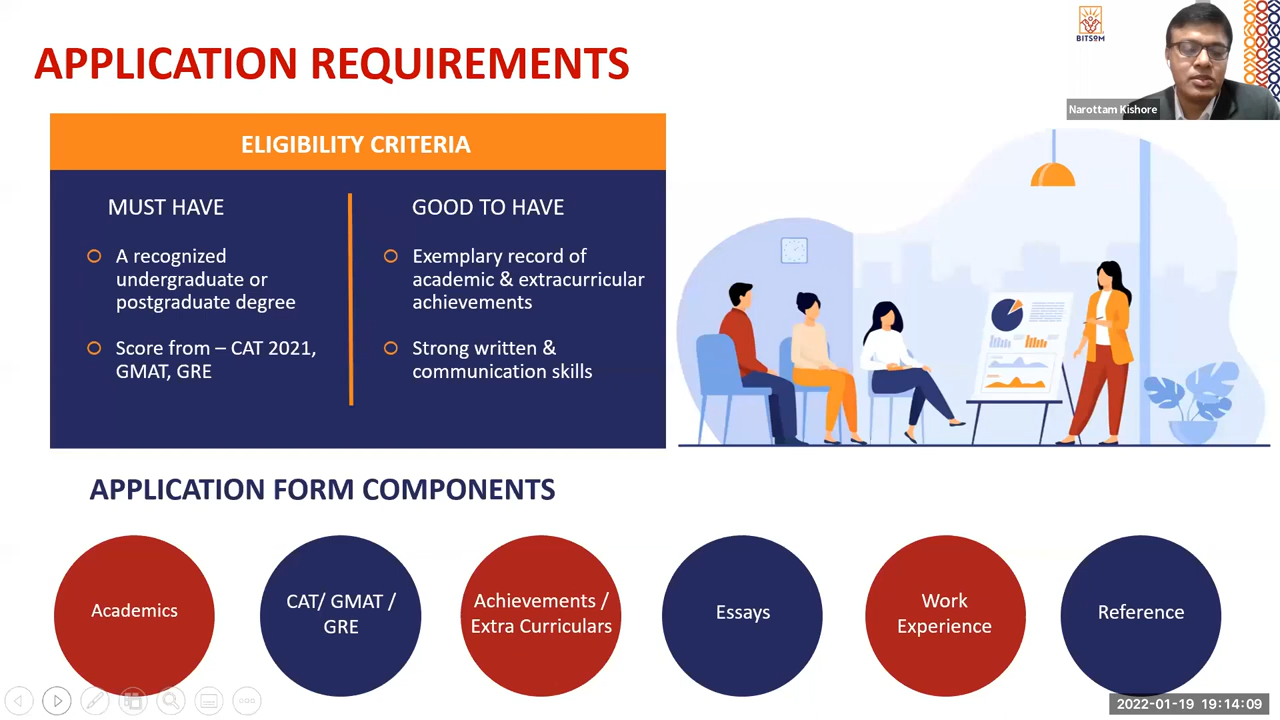 APPLICATION REQUIREMENTS
BITSoM
Narottam Kishore
ELIGIBILITY CRITERIA
MUST HAVE
A recognized
undergraduate or
postgraduate degree
Score from – CAT 2021,
GMAT, GRE
GOOD TO HAVE
Exemplary record of
academic & extracurricular
achievements
Strong written &
communication skills
APPLICATION FORM COMPONENTS
Academics
CAT/ GMAT /
GRE
Achievements /
Extra Curriculars
Essays
Work
Experience
Reference
2022-01-19 19:14:09